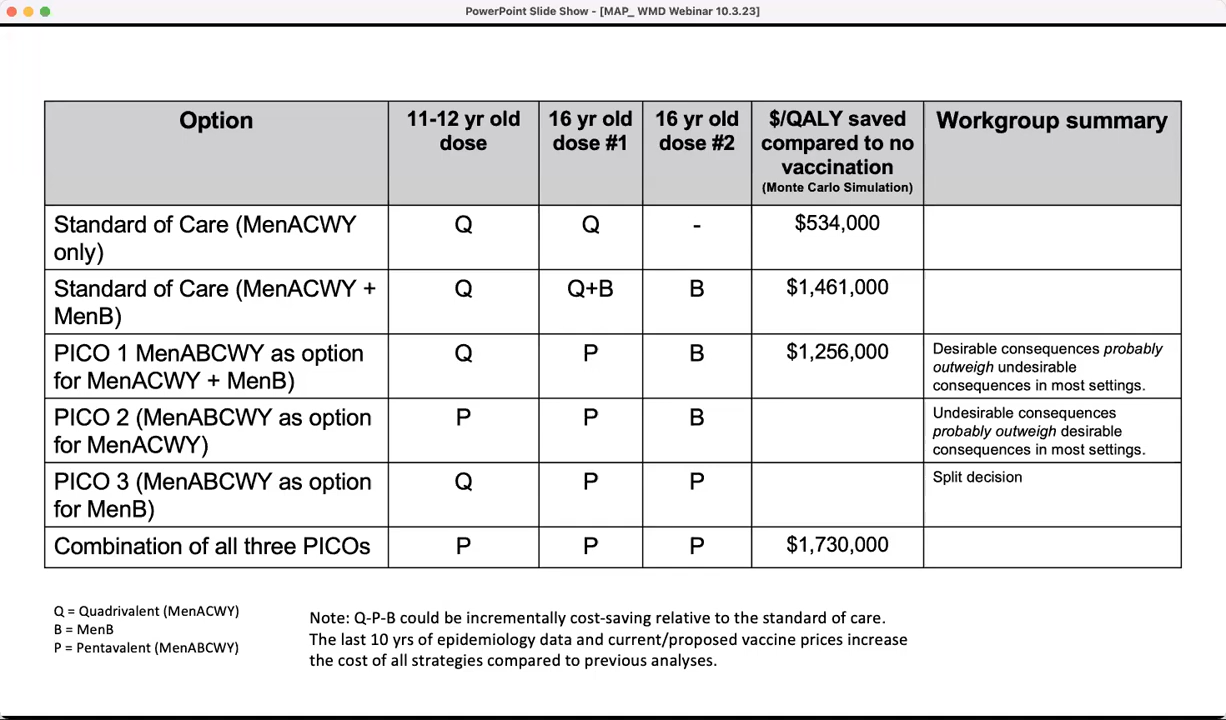 PowerPoint Slide Show - [MAP_ WMD Webinar 10.3.23]
Option
11-12 yr old
dose
16 yr old
dose #1
16 yr old
dose #2
$/QALY saved
compared to no
vaccination
(Monte Carlo Simulation)
Workgroup summary
Standard of Care (MenACWY
only)
Q
Q
-
$534,000
Standard of Care (MenACWY +
MenB)
Q
Q+B
B
$1,461,000
PICO 1 MenABCWY as option
for MenACWY + MenB)
Q
P
B
$1,256,000
Desirable consequences probably
outweigh undesirable
consequences in most settings.
PICO 2 (MenABCWY as option
for MenACWY)
P
P
B
Undesirable consequences
probably outweigh desirable
consequences in most settings.
PICO 3 (MenABCWY as option
for MenB)
Q
P
P
Split decision
Combination of all three PICOs
P
P
P
$1,730,000
Q = Quadrivalent (MenACWY)
B = MenB
P = Pentavalent (MenABCWY)
Note: Q-P-B could be incrementally cost-saving relative to the standard of care.
The last 10 yrs of epidemiology data and current/proposed vaccine prices increase
the cost of all strategies compared to previous analyses.